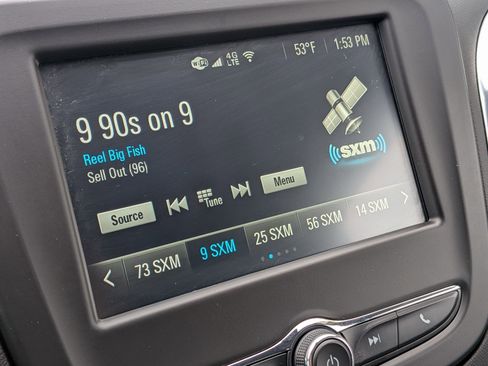 WiFi 4G LTE 53°F 1:53 PM
9 90s on 9
Reel Big Fish
Sell Out (96)
((sxm))
Source Tune Menu
73 SXM 9 SXM 25 SXM 56 SXM 14 SXM